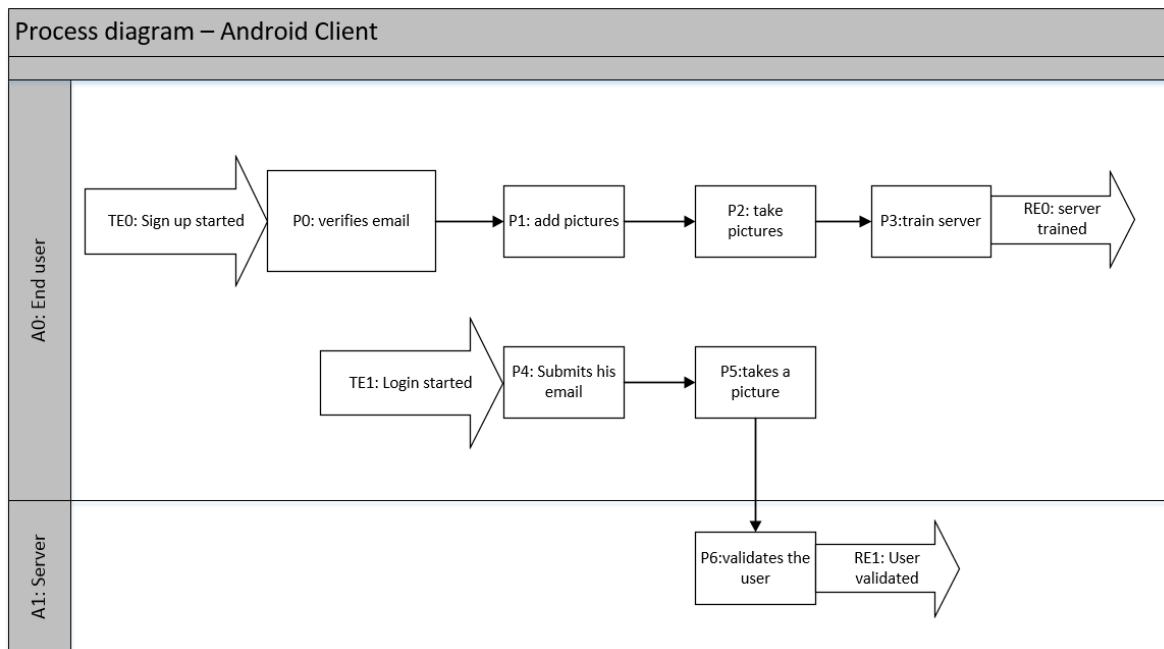 Process diagram – Android Client
A0: End user
TE0: Sign up started
P0: verifies email
P1: add pictures
P2: take
pictures
P3:train server
RE0: server
trained
TE1: Login started
P4: Submits his
email
P5:takes a
picture
A1: Server
P6:validates the
user
RE1: User
validated